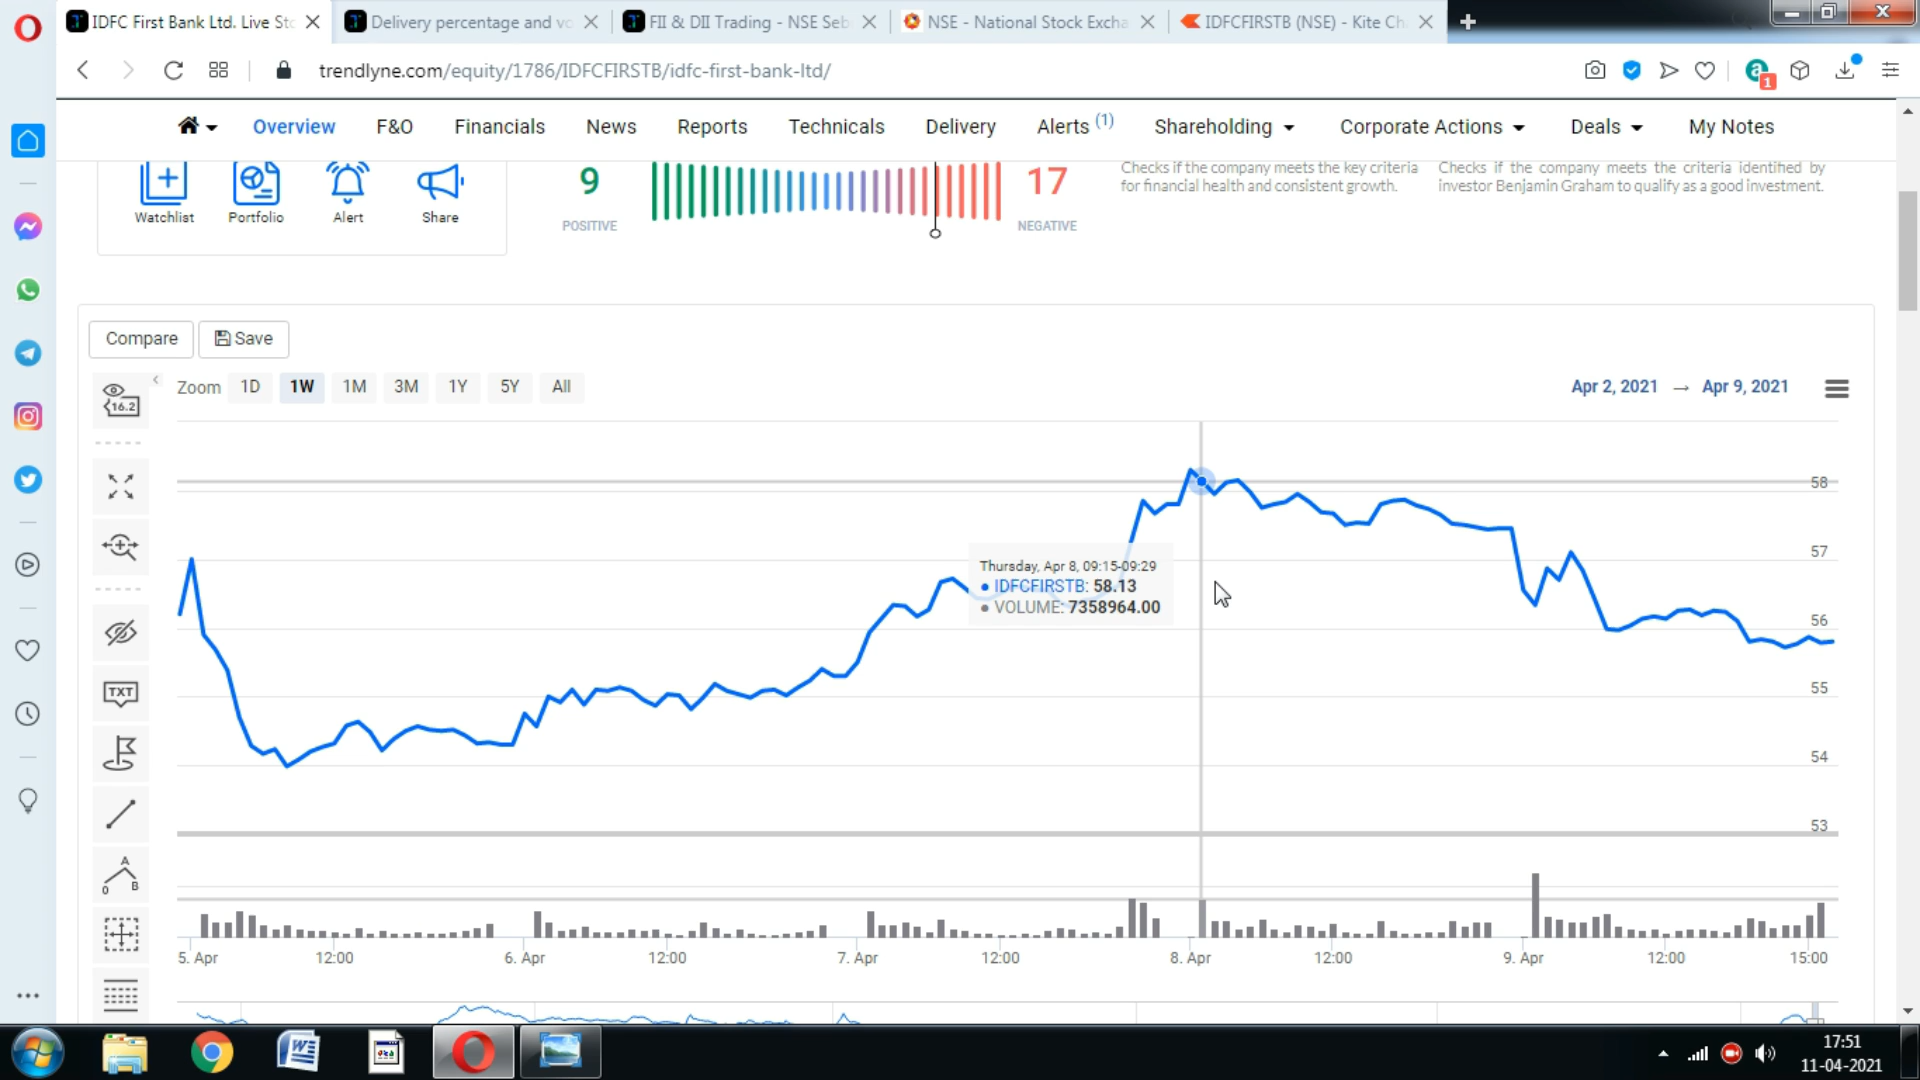 IDFC First Bank Ltd. Live Sto
Delivery percentage and vo
FII & DII Trading - NSE Seb
NSE - National Stock Excha
IDFCFIRSTB (NSE) - Kite Ch
trendlyne.com/equity/1786/IDFCFIRSTB/idfc-first-bank-ltd/
1
Overview F&O Financials News Reports Technicals Delivery Alerts (1) Shareholding Corporate Actions Deals My Notes
Watchlist Portfolio Alert Share
9
POSITIVE
17
NEGATIVE
Checks if the company meets the key criteria
for financial health and consistent growth.
Checks if the company meets the criteria identified by
investor Benjamin Graham to qualify as a good investment.
Compare Save
16.2
Zoom 1D 1W 1M 3M 1Y 5Y All
Apr 2, 2021 → Apr 9, 2021
58
57
56
55
54
53
Thursday, Apr 8, 09:15-09:29
IDFCFIRSTB: 58.13
VOLUME: 7358964.00
TXT
A
0 B
5. Apr 12:00 6. Apr 12:00 7. Apr 12:00 8. Apr 12:00 9. Apr 12:00 15:00
17:51
11-04-2021